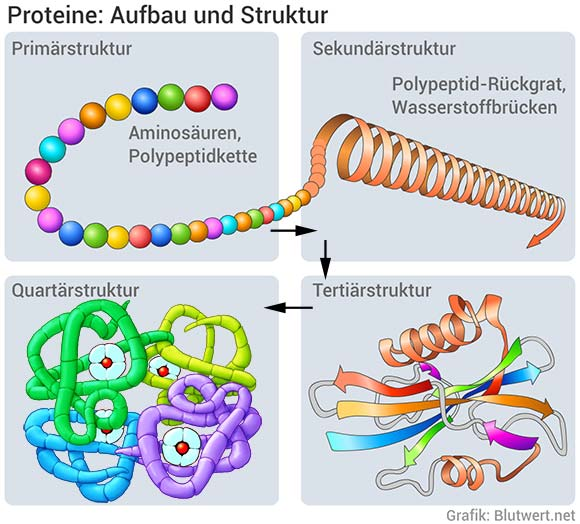 Proteine: Aufbau und Struktur
Primärstruktur
Aminosäuren,
Polypeptidkette
Sekundärstruktur
Polypeptid-Rückgrat,
Wasserstoffbrücken
Quartärstruktur
Tertiärstruktur
Grafik: Blutwert.net